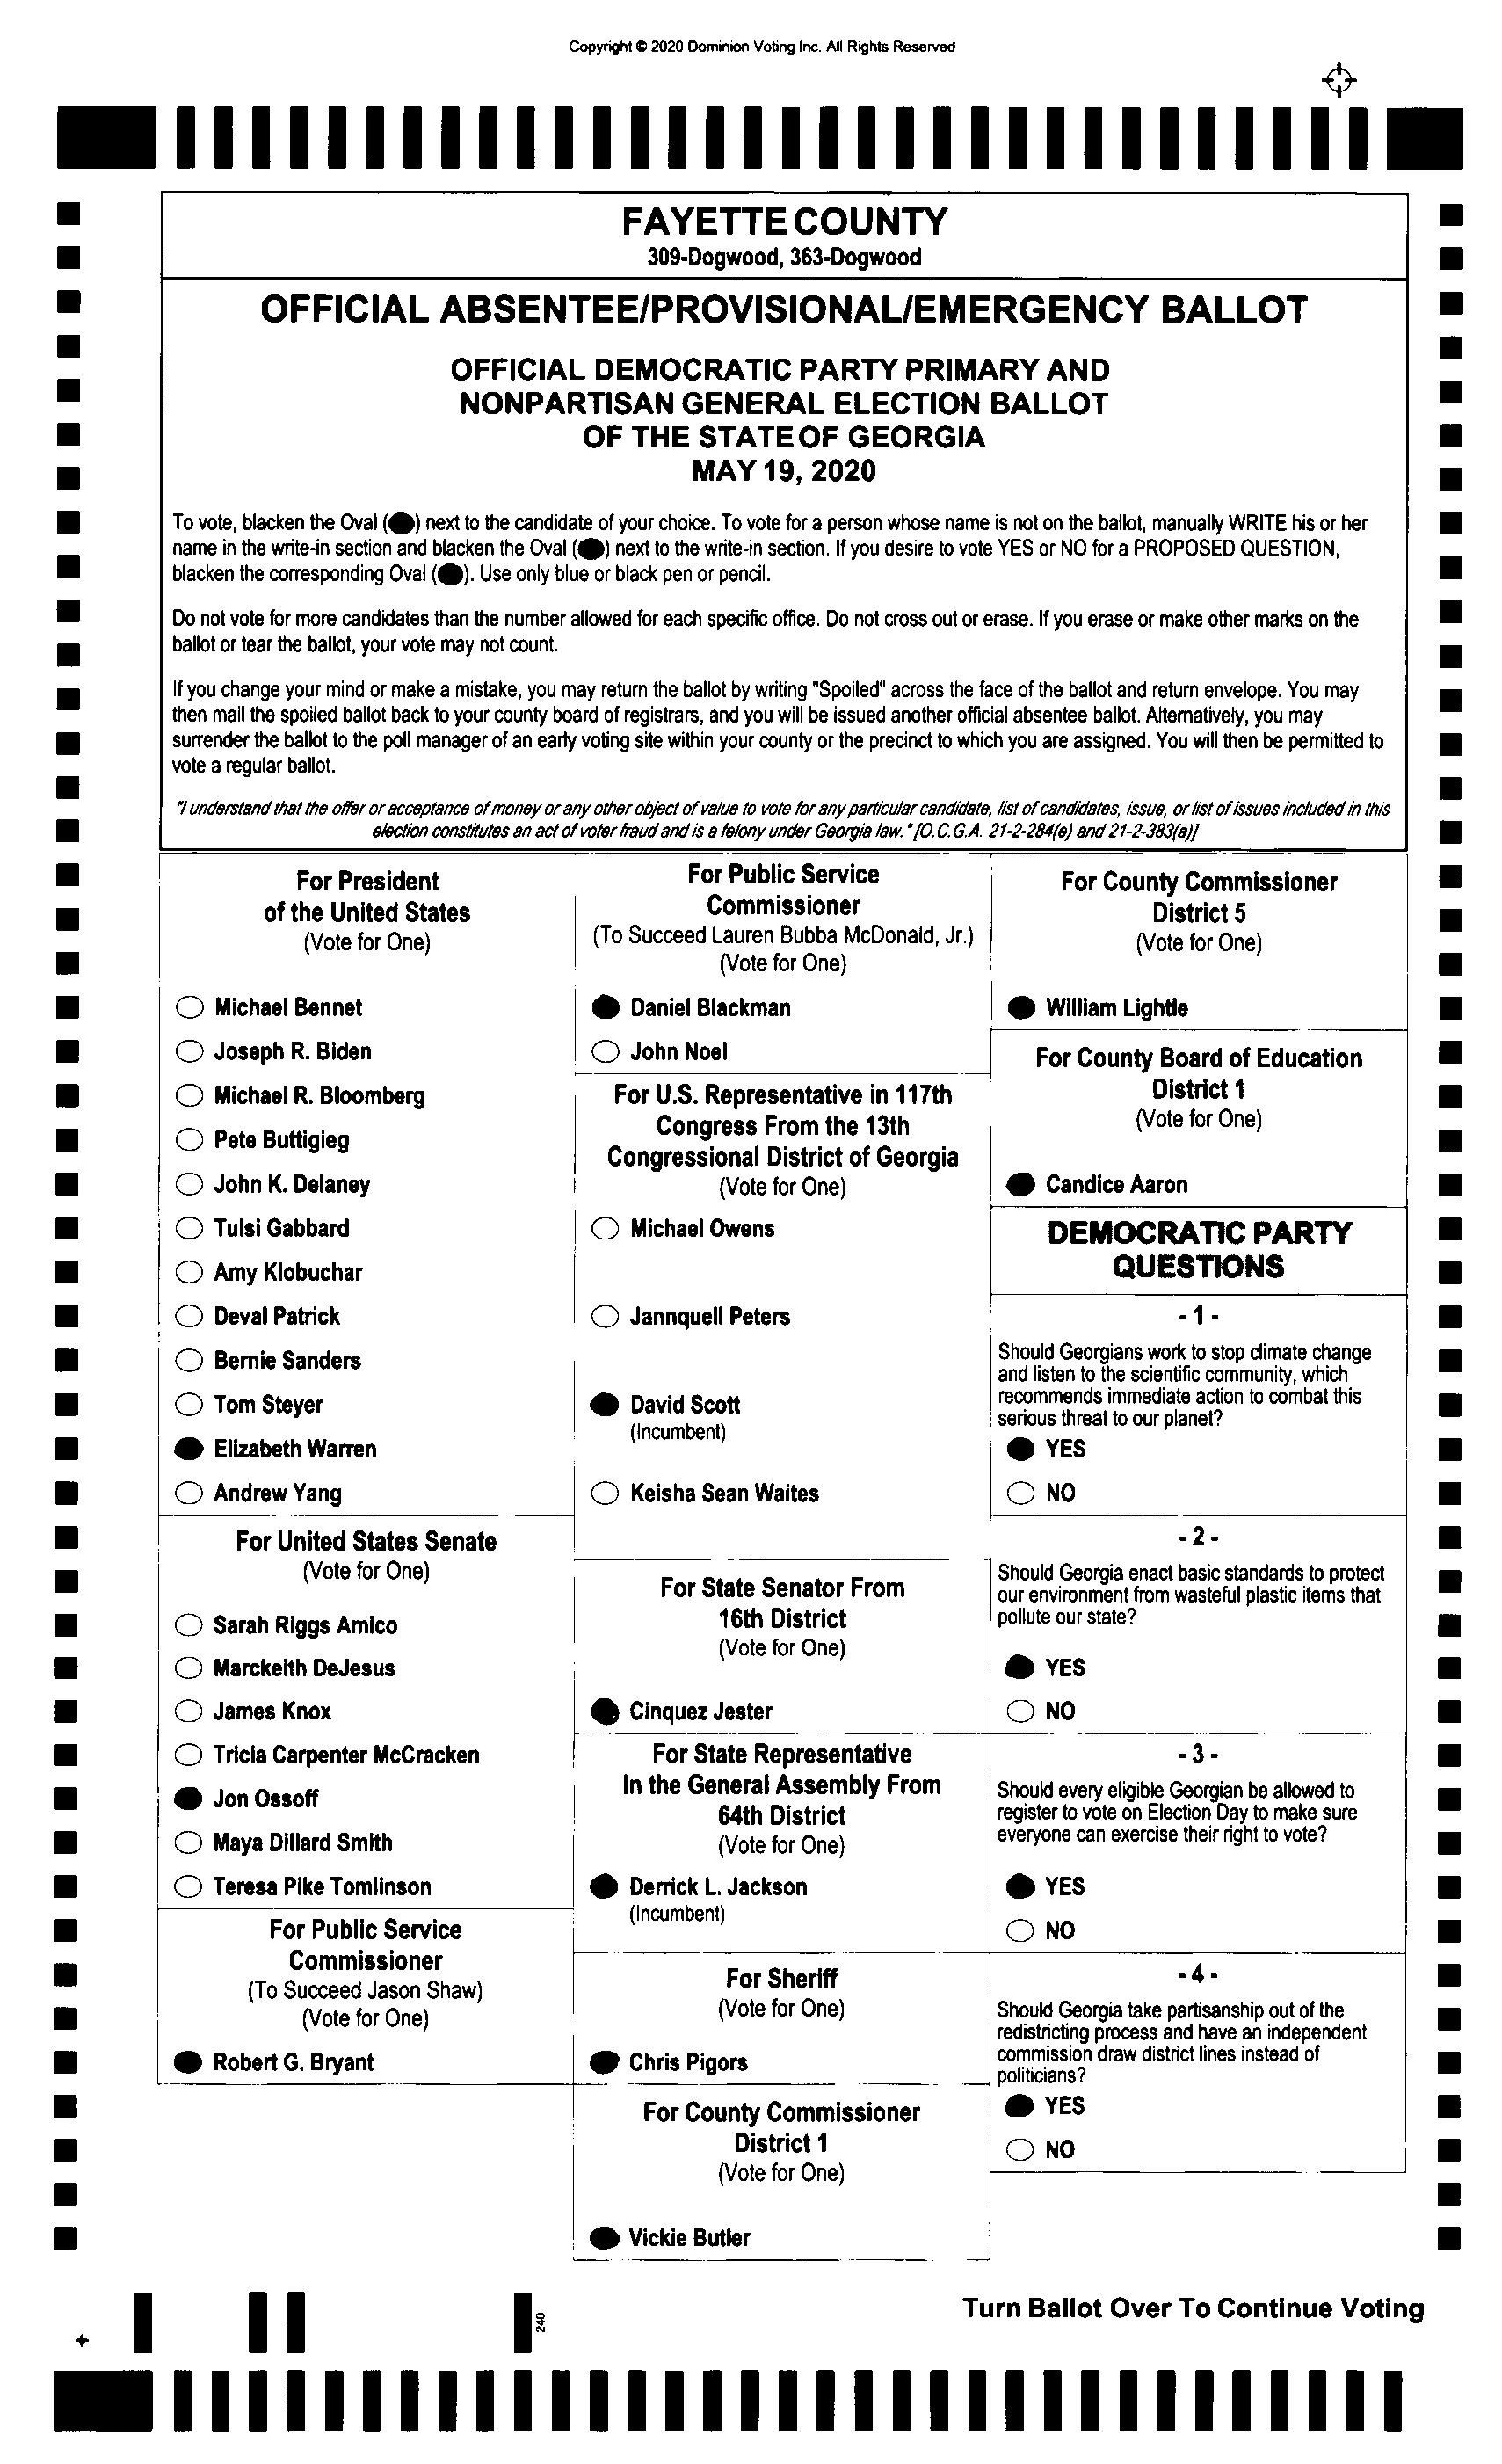 Copyright © 2020 Dominion Voting Inc. All Rights Reserved
FAYETTE COUNTY
309-Dogwood, 363-Dogwood
OFFICIAL ABSENTEE/PROVISIONAL/EMERGENCY BALLOT
OFFICIAL DEMOCRATIC PARTY PRIMARY AND
NONPARTISAN GENERAL ELECTION BALLOT
OF THE STATE OF GEORGIA
MAY 19, 2020
To vote, blacken the Oval (●) next to the candidate of your choice. To vote for a person whose name is not on the ballot, manually WRITE his or her
name in the write-in section and blacken the Oval (●) next to the write-in section. If you desire to vote YES or NO for a PROPOSED QUESTION,
blacken the corresponding Oval (●). Use only blue or black pen or pencil.
Do not vote for more candidates than the number allowed for each specific office. Do not cross out or erase. If you erase or make other marks on the
ballot or tear the ballot, your vote may not count.
If you change your mind or make a mistake, you may return the ballot by writing "Spoiled" across the face of the ballot and return envelope. You may
then mail the spoiled ballot back to your county board of registrars, and you will be issued another official absentee ballot. Alternatively, you may
surrender the ballot to the poll manager of an early voting site within your county or the precinct to which you are assigned. You will then be permitted to
vote a regular ballot.
"I understand that the offer or acceptance of money or any other object of value to vote for any particular candidate, list of candidates, issue, or list of issues included in this
election constitutes an act of voter fraud and is a felony under Georgia law." [O.C.G.A. 21-2-284(e) and 21-2-383(a)]
For President
of the United States
(Vote for One)
Michael Bennet
Joseph R. Biden
Michael R. Bloomberg
Pete Buttigieg
John K. Delaney
Tulsi Gabbard
Amy Klobuchar
Deval Patrick
Bernie Sanders
Tom Steyer
Elizabeth Warren
Andrew Yang
For United States Senate
(Vote for One)
Sarah Riggs Amico
Marckeith DeJesus
James Knox
Tricia Carpenter McCracken
Jon Ossoff
Maya Dillard Smith
Teresa Pike Tomlinson
For Public Service
Commissioner
(To Succeed Jason Shaw)
(Vote for One)
Robert G. Bryant
For Public Service
Commissioner
(To Succeed Lauren Bubba McDonald, Jr.)
(Vote for One)
Daniel Blackman
John Noel
For U.S. Representative in 117th
Congress From the 13th
Congressional District of Georgia
(Vote for One)
Michael Owens
Jannquell Peters
David Scott
(Incumbent)
Keisha Sean Waites
For State Senator From
16th District
(Vote for One)
Cinquez Jester
For State Representative
In the General Assembly From
64th District
(Vote for One)
Derrick L. Jackson
(Incumbent)
For Sheriff
(Vote for One)
Chris Pigors
For County Commissioner
District 1
(Vote for One)
Vickie Butler
For County Commissioner
District 5
(Vote for One)
William Lightle
For County Board of Education
District 1
(Vote for One)
Candice Aaron
DEMOCRATIC PARTY
QUESTIONS
- 1 -
Should Georgians work to stop climate change
and listen to the scientific community, which
recommends immediate action to combat this
serious threat to our planet?
YES
NO
- 2 -
Should Georgia enact basic standards to protect
our environment from wasteful plastic items that
pollute our state?
YES
NO
- 3 -
Should every eligible Georgian be allowed to
register to vote on Election Day to make sure
everyone can exercise their right to vote?
YES
NO
- 4 -
Should Georgia take partisanship out of the
redistricting process and have an independent
commission draw district lines instead of
politicians?
YES
NO
Turn Ballot Over To Continue Voting
240